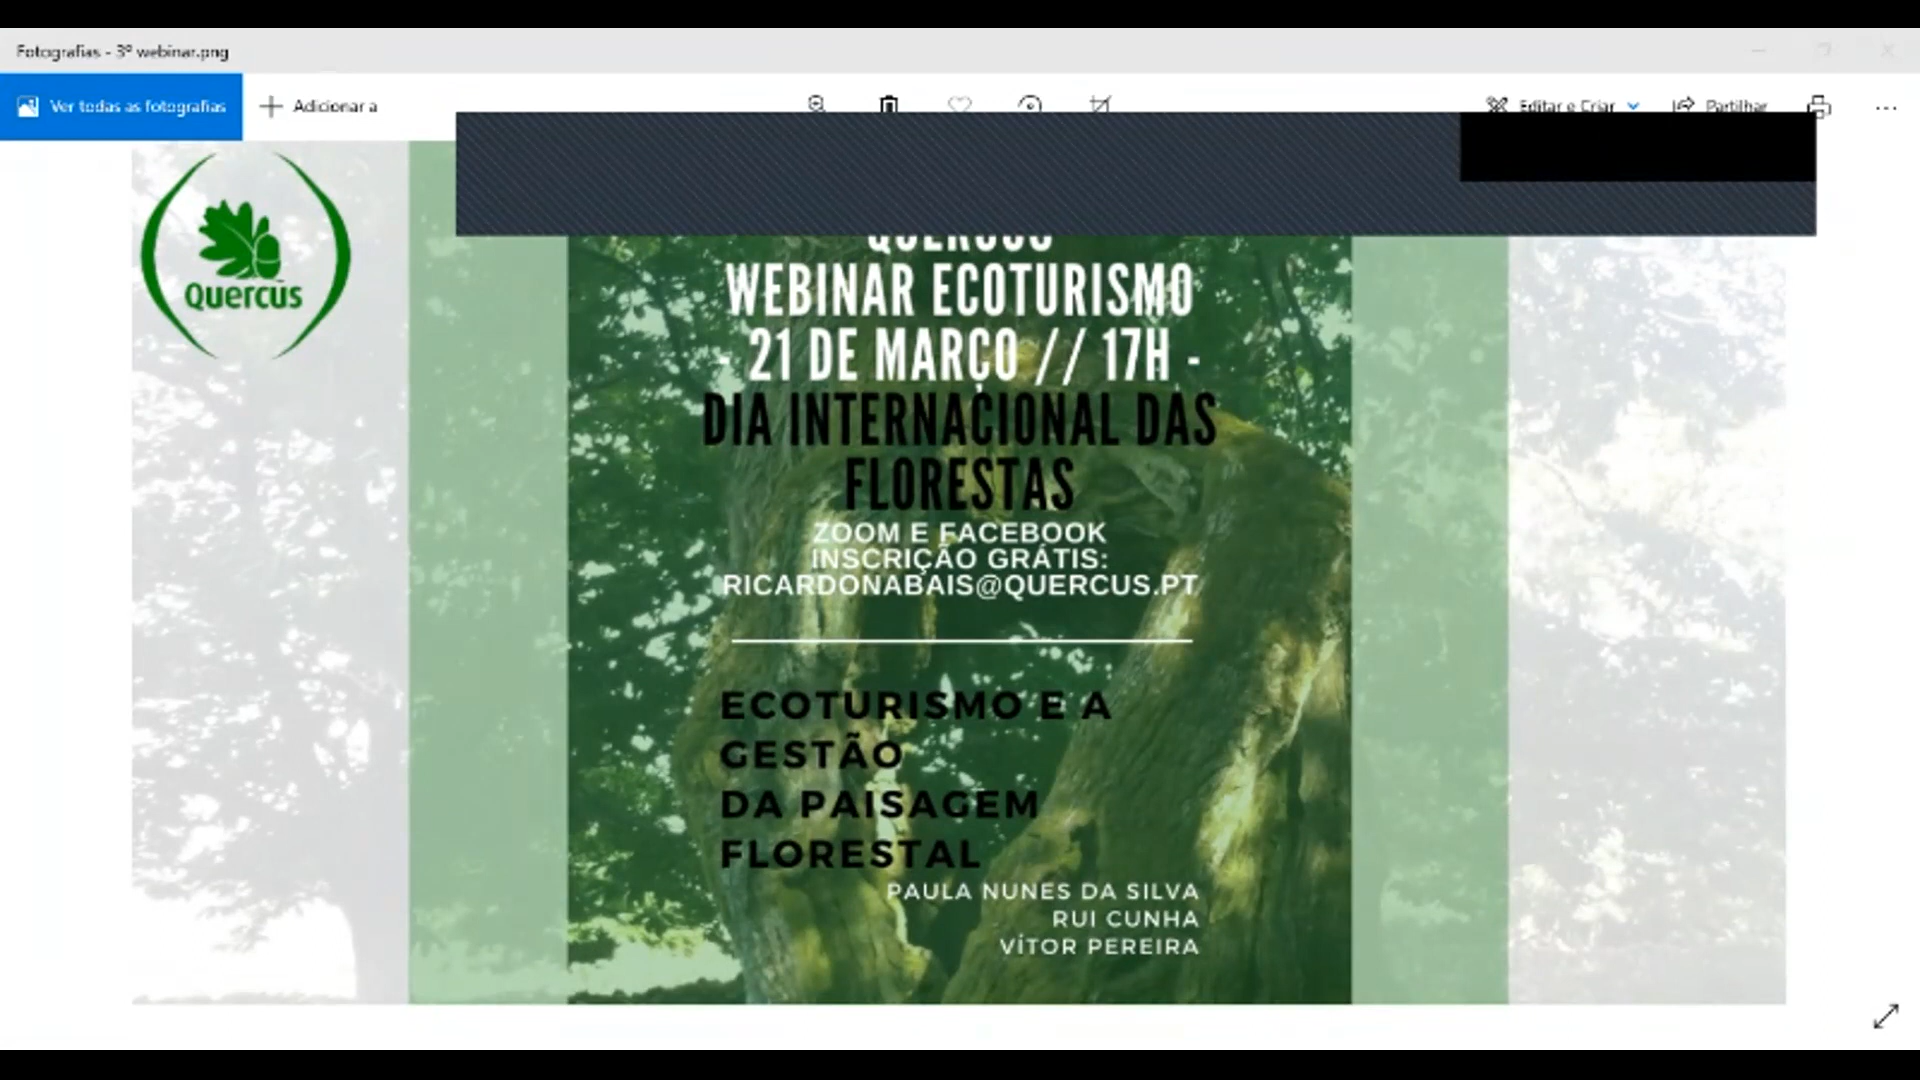 Fotografias - 3º webinar.png
Ver todas as fotografias
Adicionar a
Editar e Criar
Partilhar
Quercus
QUERCUS
WEBINAR ECOTURISMO
- 21 DE MARÇO // 17H -
DIA INTERNACIONAL DAS
FLORESTAS
ZOOM E FACEBOOK
INSCRIÇÃO GRÁTIS:
RICARDONABAIS@QUERCUS.PT
ECOTURISMO E A
GESTÃO
DA PAISAGEM
FLORESTAL
PAULA NUNES DA SILVA
RUI CUNHA
VÍTOR PEREIRA